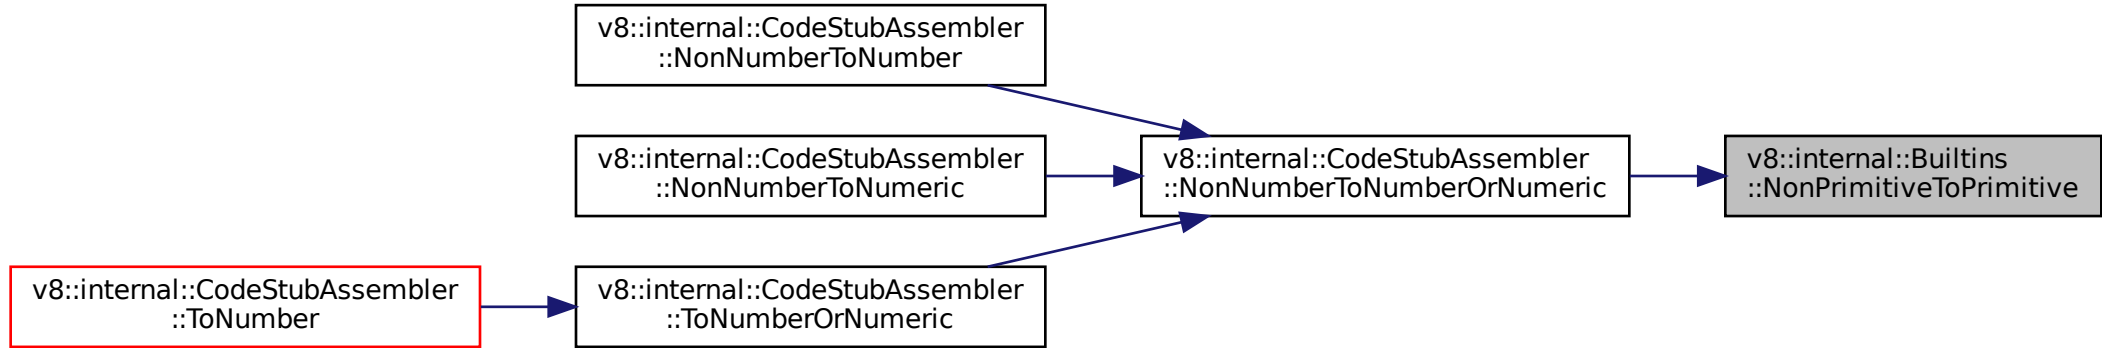 v8::internal::CodeStubAssembler
::NonNumberToNumber
v8::internal::CodeStubAssembler
::NonNumberToNumeric
v8::internal::CodeStubAssembler
::NonNumberToNumberOrNumeric
v8::internal::Builtins
::NonPrimitiveToPrimitive
v8::internal::CodeStubAssembler
::ToNumber
v8::internal::CodeStubAssembler
::ToNumberOrNumeric